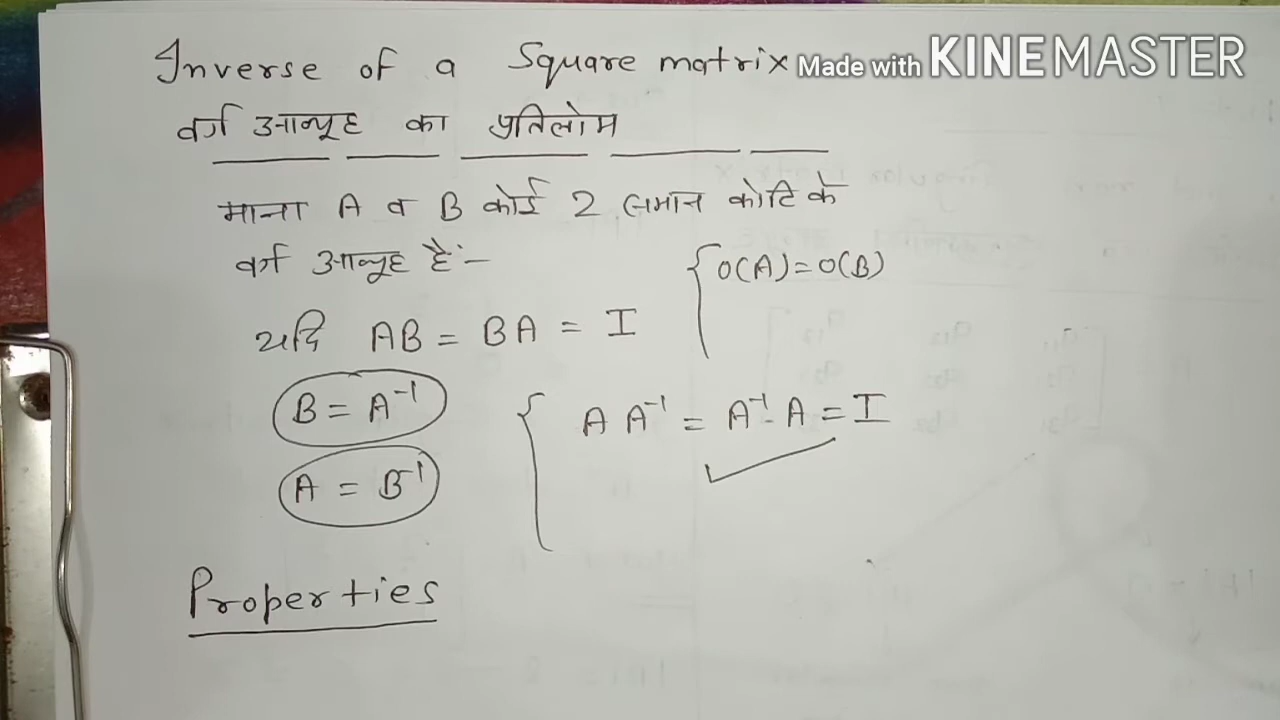 Inverse of a Square matrix
Made with KINEMASTER
वर्ग आव्यूह का प्रतिलोम
माना A व B कोई 2 समान कोटि के
वर्ग आव्यूह है:-
{ O(A) = O(B)
यदि AB = BA = I
B = A⁻¹
{ A A⁻¹ = A⁻¹. A = I
A = B⁻¹
Properties